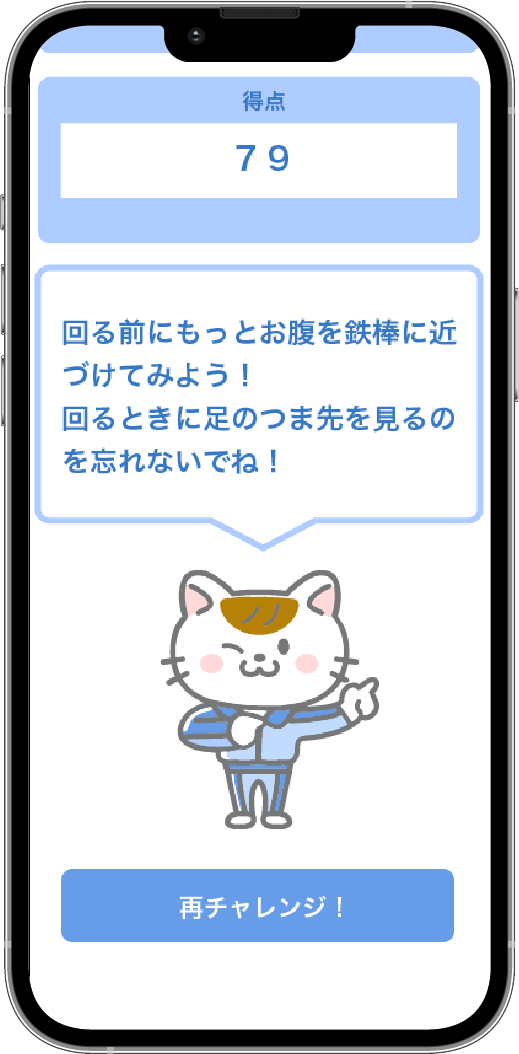 得点
79
回る前にもっとお腹を鉄棒に近
づけてみよう！
回るときに足のつま先を見るの
を忘れないでね！
再チャレンジ！